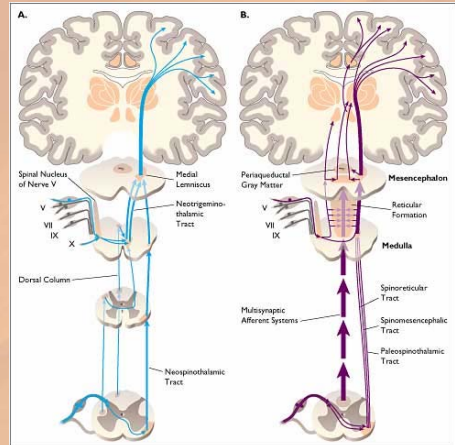 A.
Spinal Nucleus
of Nerve V
Medial
Lemniscus
Neotrigemino-
thalamic
Tract
V
VII
IX
X
Dorsal Column
Neospinothalamic
Tract
B.
Periaqueductal
Gray Matter
Mesencephalon
Reticular
Formation
V
VII
IX
Medulla
Multisynaptic
Afferent Systems
Spinoreticular
Tract
Spinomesencephalic
Tract
Paleospinothalamic
Tract